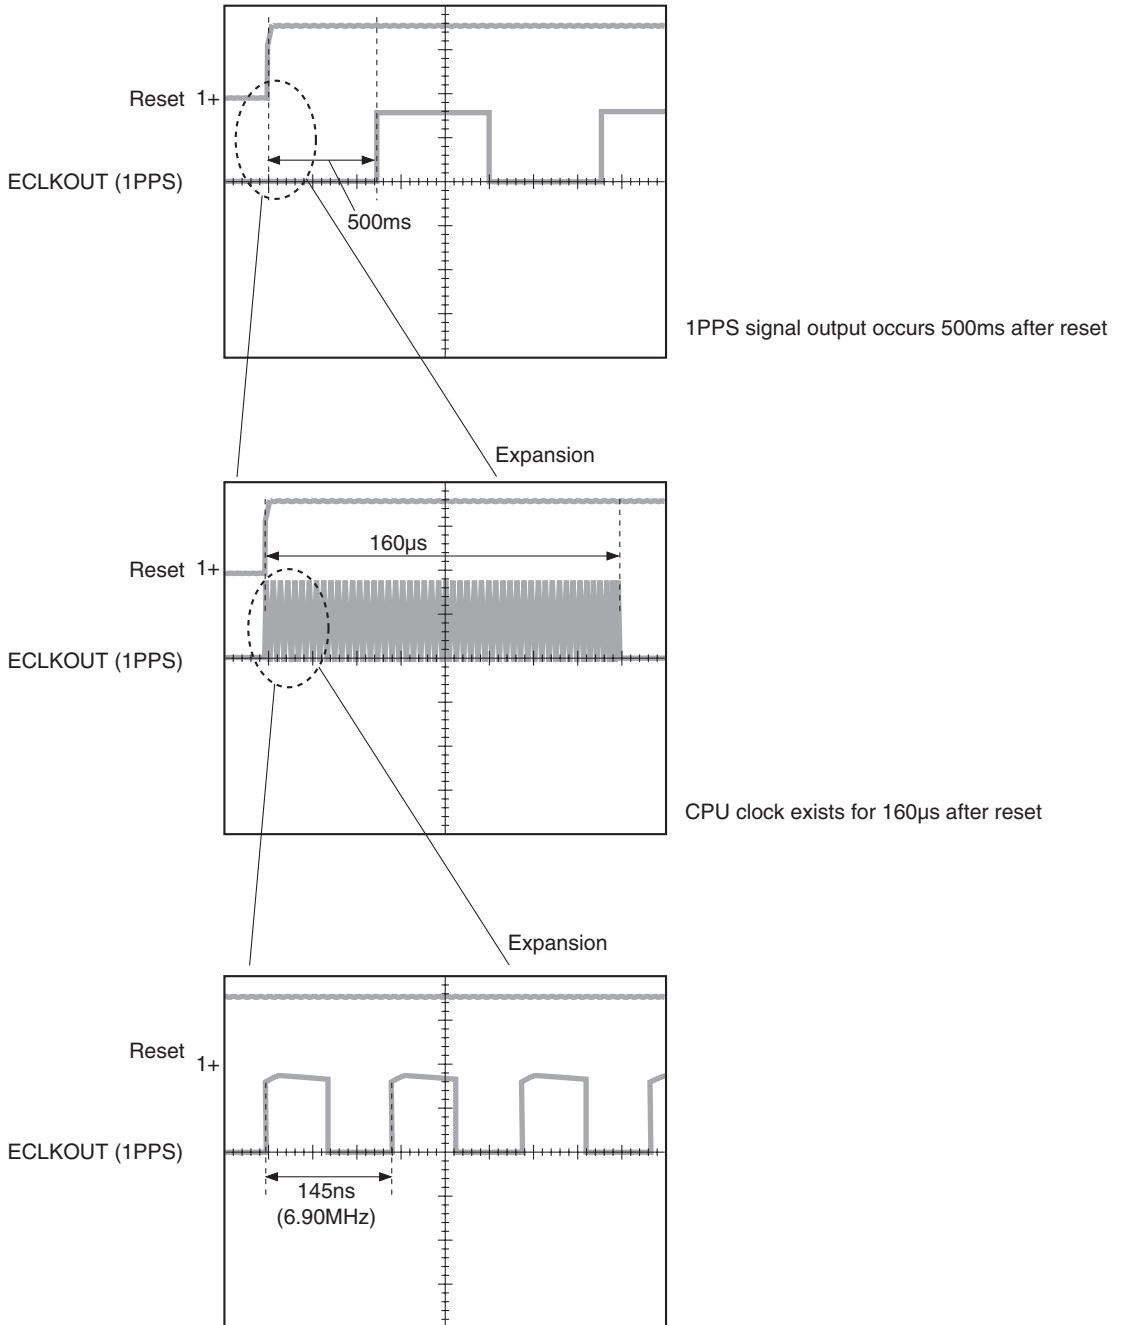 Reset 1+
ECLKOUT (1PPS)
500ms
1PPS signal output occurs 500ms after reset
Expansion
160µs
Reset 1+
ECLKOUT (1PPS)
CPU clock exists for 160µs after reset
Expansion
Reset 1+
ECLKOUT (1PPS)
145ns
(6.90MHz)